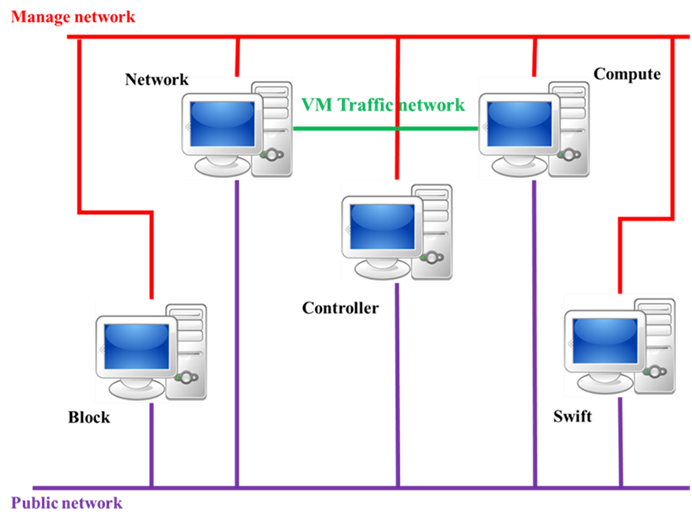 Manage network
Network
Compute
VM Traffic network
Controller
Block
Swift
Public network